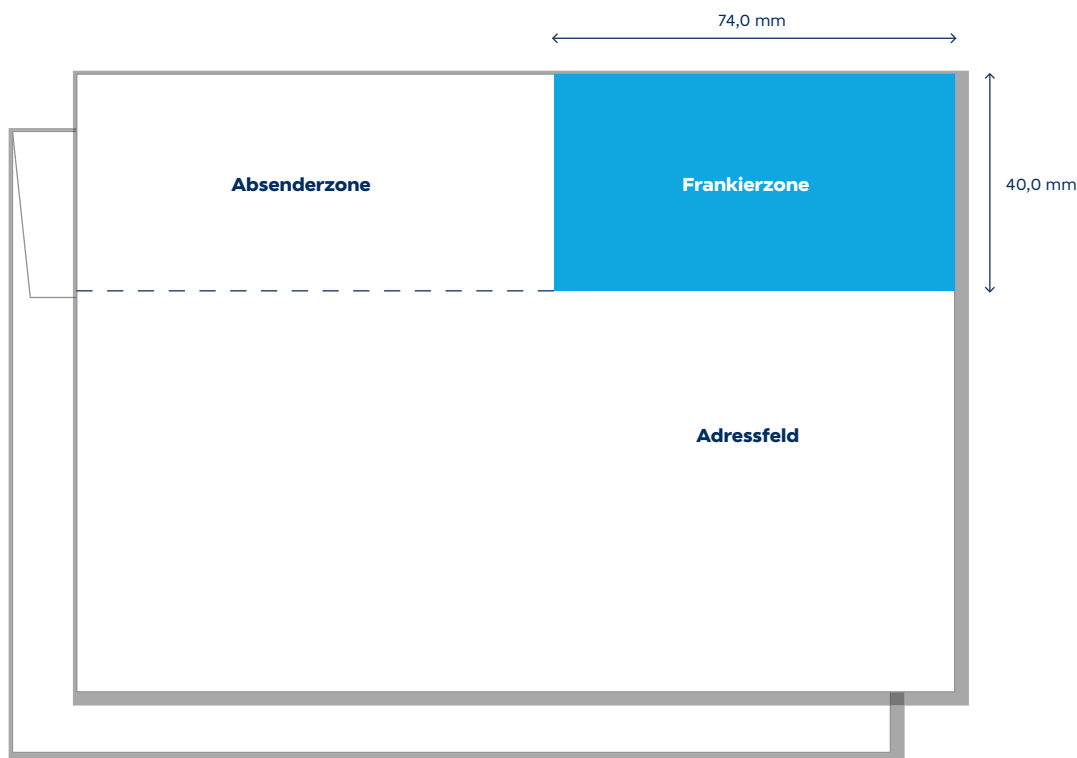 74,0 mm
Absenderzone
Frankierzone
40,0 mm
Adressfeld